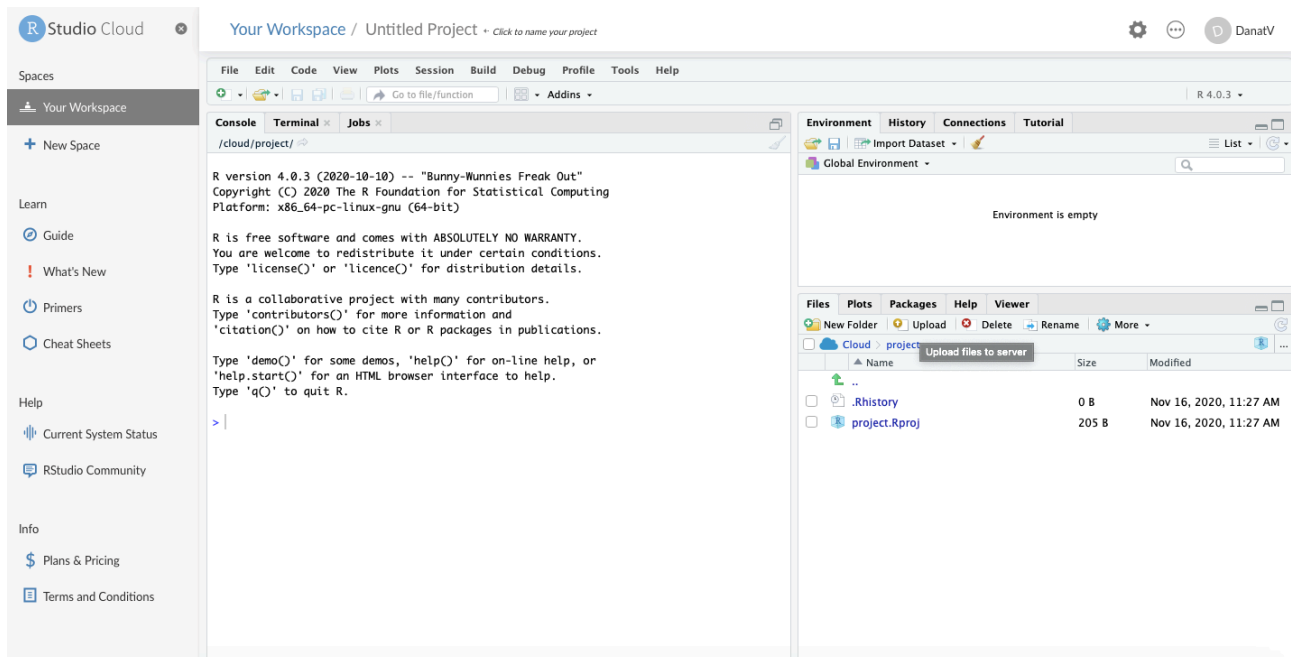 R Studio Cloud
Your Workspace / Untitled Project ← Click to name your project
D DanatV
Spaces
Your Workspace
New Space
Learn
Guide
What's New
Primers
Cheat Sheets
Help
Current System Status
RStudio Community
Info
Plans & Pricing
Terms and Conditions
File Edit Code View Plots Session Build Debug Profile Tools Help
Go to file/function Addins R 4.0.3
Console Terminal Jobs
/cloud/project/
R version 4.0.3 (2020-10-10) -- "Bunny-Wunnies Freak Out"
Copyright (C) 2020 The R Foundation for Statistical Computing
Platform: x86_64-pc-linux-gnu (64-bit)
R is free software and comes with ABSOLUTELY NO WARRANTY.
You are welcome to redistribute it under certain conditions.
Type 'license()' or 'licence()' for distribution details.
R is a collaborative project with many contributors.
Type 'contributors()' for more information and
'citation()' on how to cite R or R packages in publications.
Type 'demo()' for some demos, 'help()' for on-line help, or
'help.start()' for an HTML browser interface to help.
Type 'q()' to quit R.
>
Environment History Connections Tutorial
Import Dataset List
Global Environment
Environment is empty
Files Plots Packages Help Viewer
New Folder Upload Delete Rename More
Cloud > project R ...
Upload files to server
Name Size Modified
..
.Rhistory 0 B Nov 16, 2020, 11:27 AM
project.Rproj 205 B Nov 16, 2020, 11:27 AM